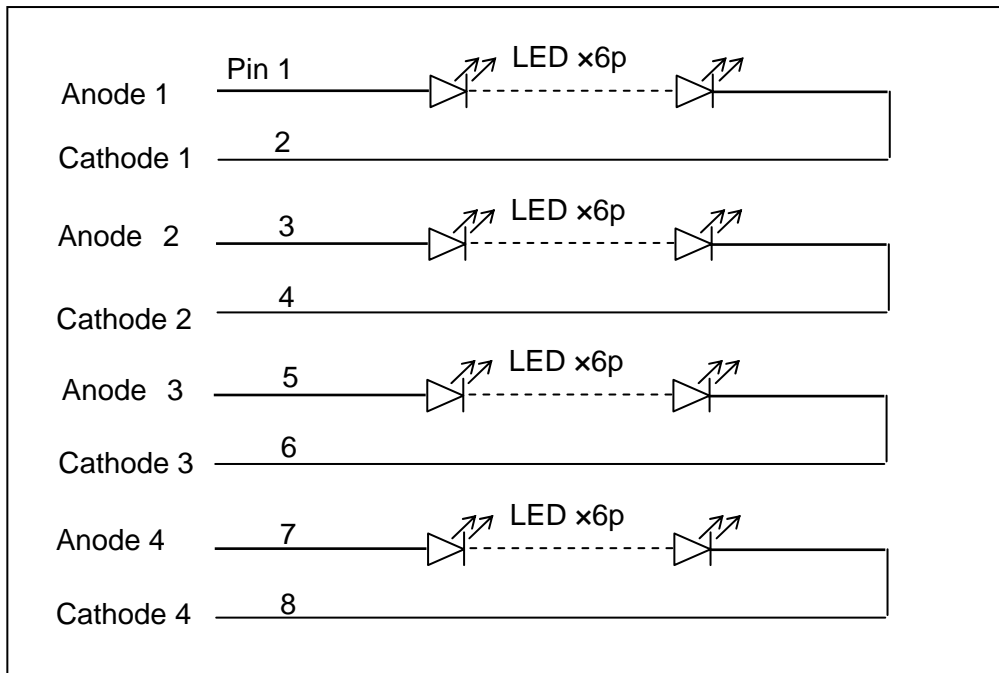 Pin 1 LED ×6p
Anode 1
Cathode 1 2
LED ×6p
Anode 2 3
Cathode 2 4
LED ×6p
Anode 3 5
Cathode 3 6
LED ×6p
Anode 4 7
Cathode 4 8